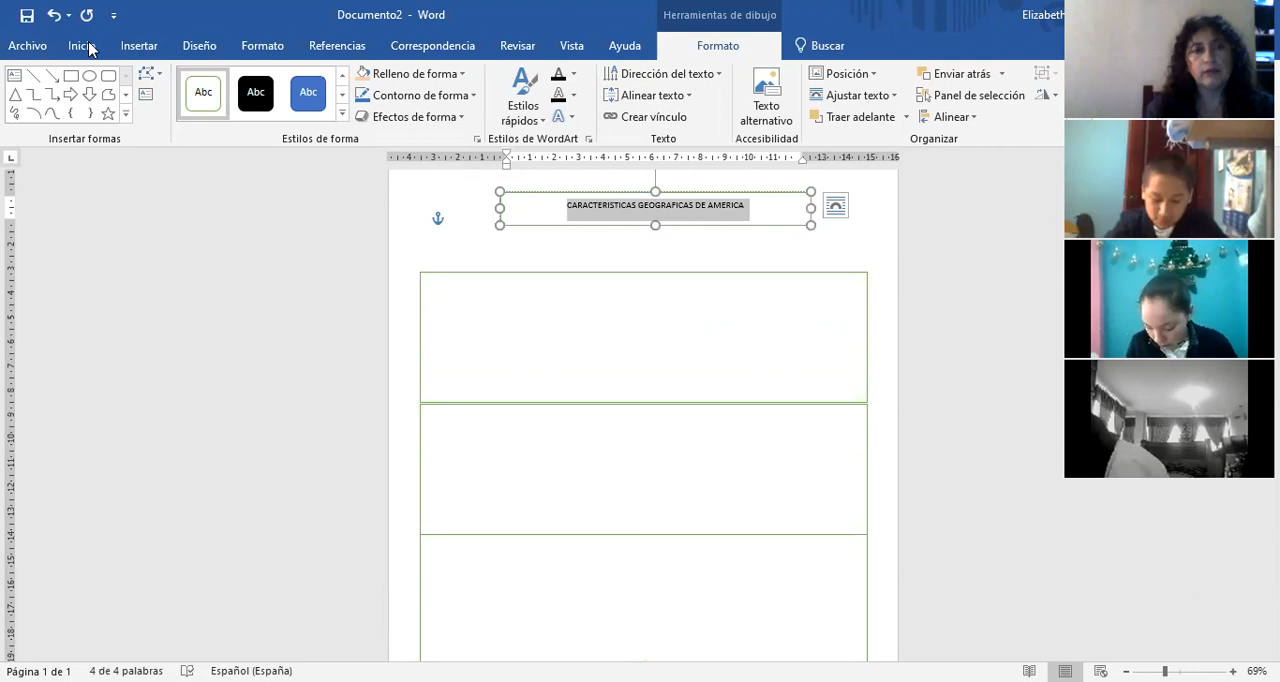 Documento2 - Word
Herramientas de dibujo
Elizabeth
Archivo
Insertar
Diseño
Formato
Referencias
Correspondencia
Revisar
Vista
Ayuda
Formato
Buscar
Abc
Abc
Abc
Relleno de forma
Contorno de forma
Efectos de forma
Estilos
rápidos
A
A
A
Dirección del texto
Alinear texto
Crear vínculo
Texto
alternativo
Posición
Ajustar texto
Traer adelante
Enviar atrás
Panel de selección
Alinear
Insertar formas
Estilos de forma
Estilos de WordArt
Texto
Accesibilidad
Organizar
CARACTERISTICAS GEOGRAFICAS DE AMERICA
Página 1 de 1
4 de 4 palabras
Español (España)
69%